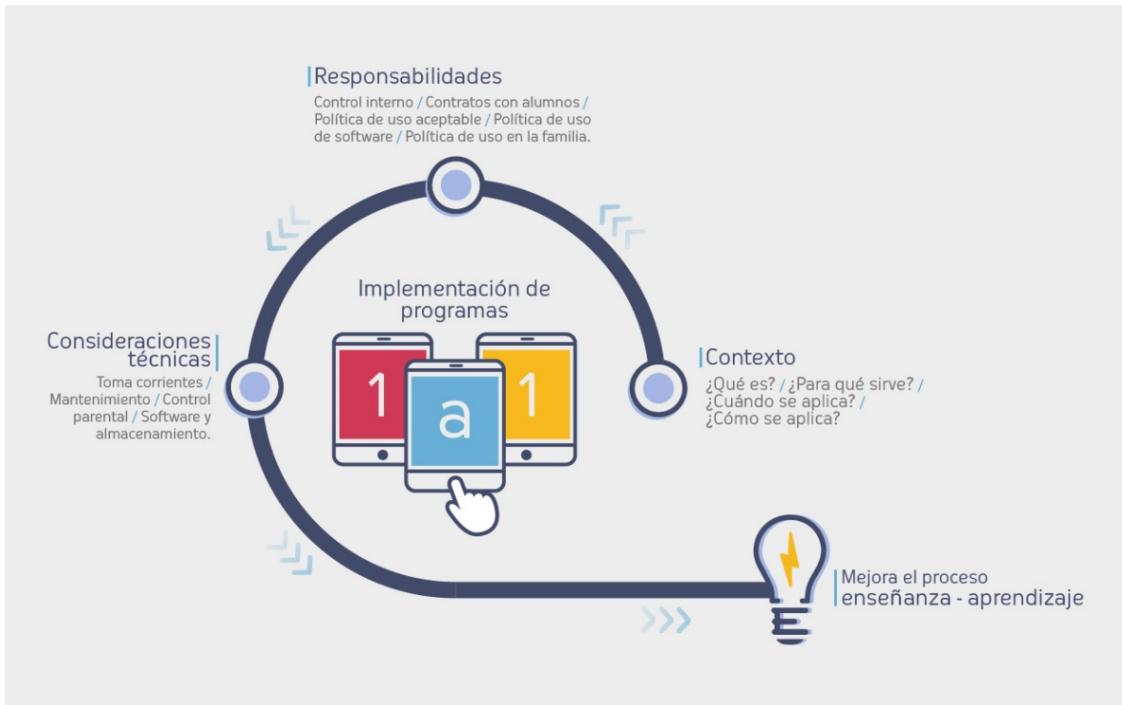 Responsabilidades
Control interno / Contratos con alumnos /
Política de uso aceptable / Política de uso
de software / Política de uso en la familia.
Implementación de
programas
1 a 1
Consideraciones
técnicas
Toma corrientes /
Mantenimiento / Control
parental / Software y
almacenamiento.
Contexto
¿Qué es? / ¿Para qué sirve? /
¿Cuándo se aplica? /
¿Cómo se aplica?
Mejora el proceso
enseñanza - aprendizaje